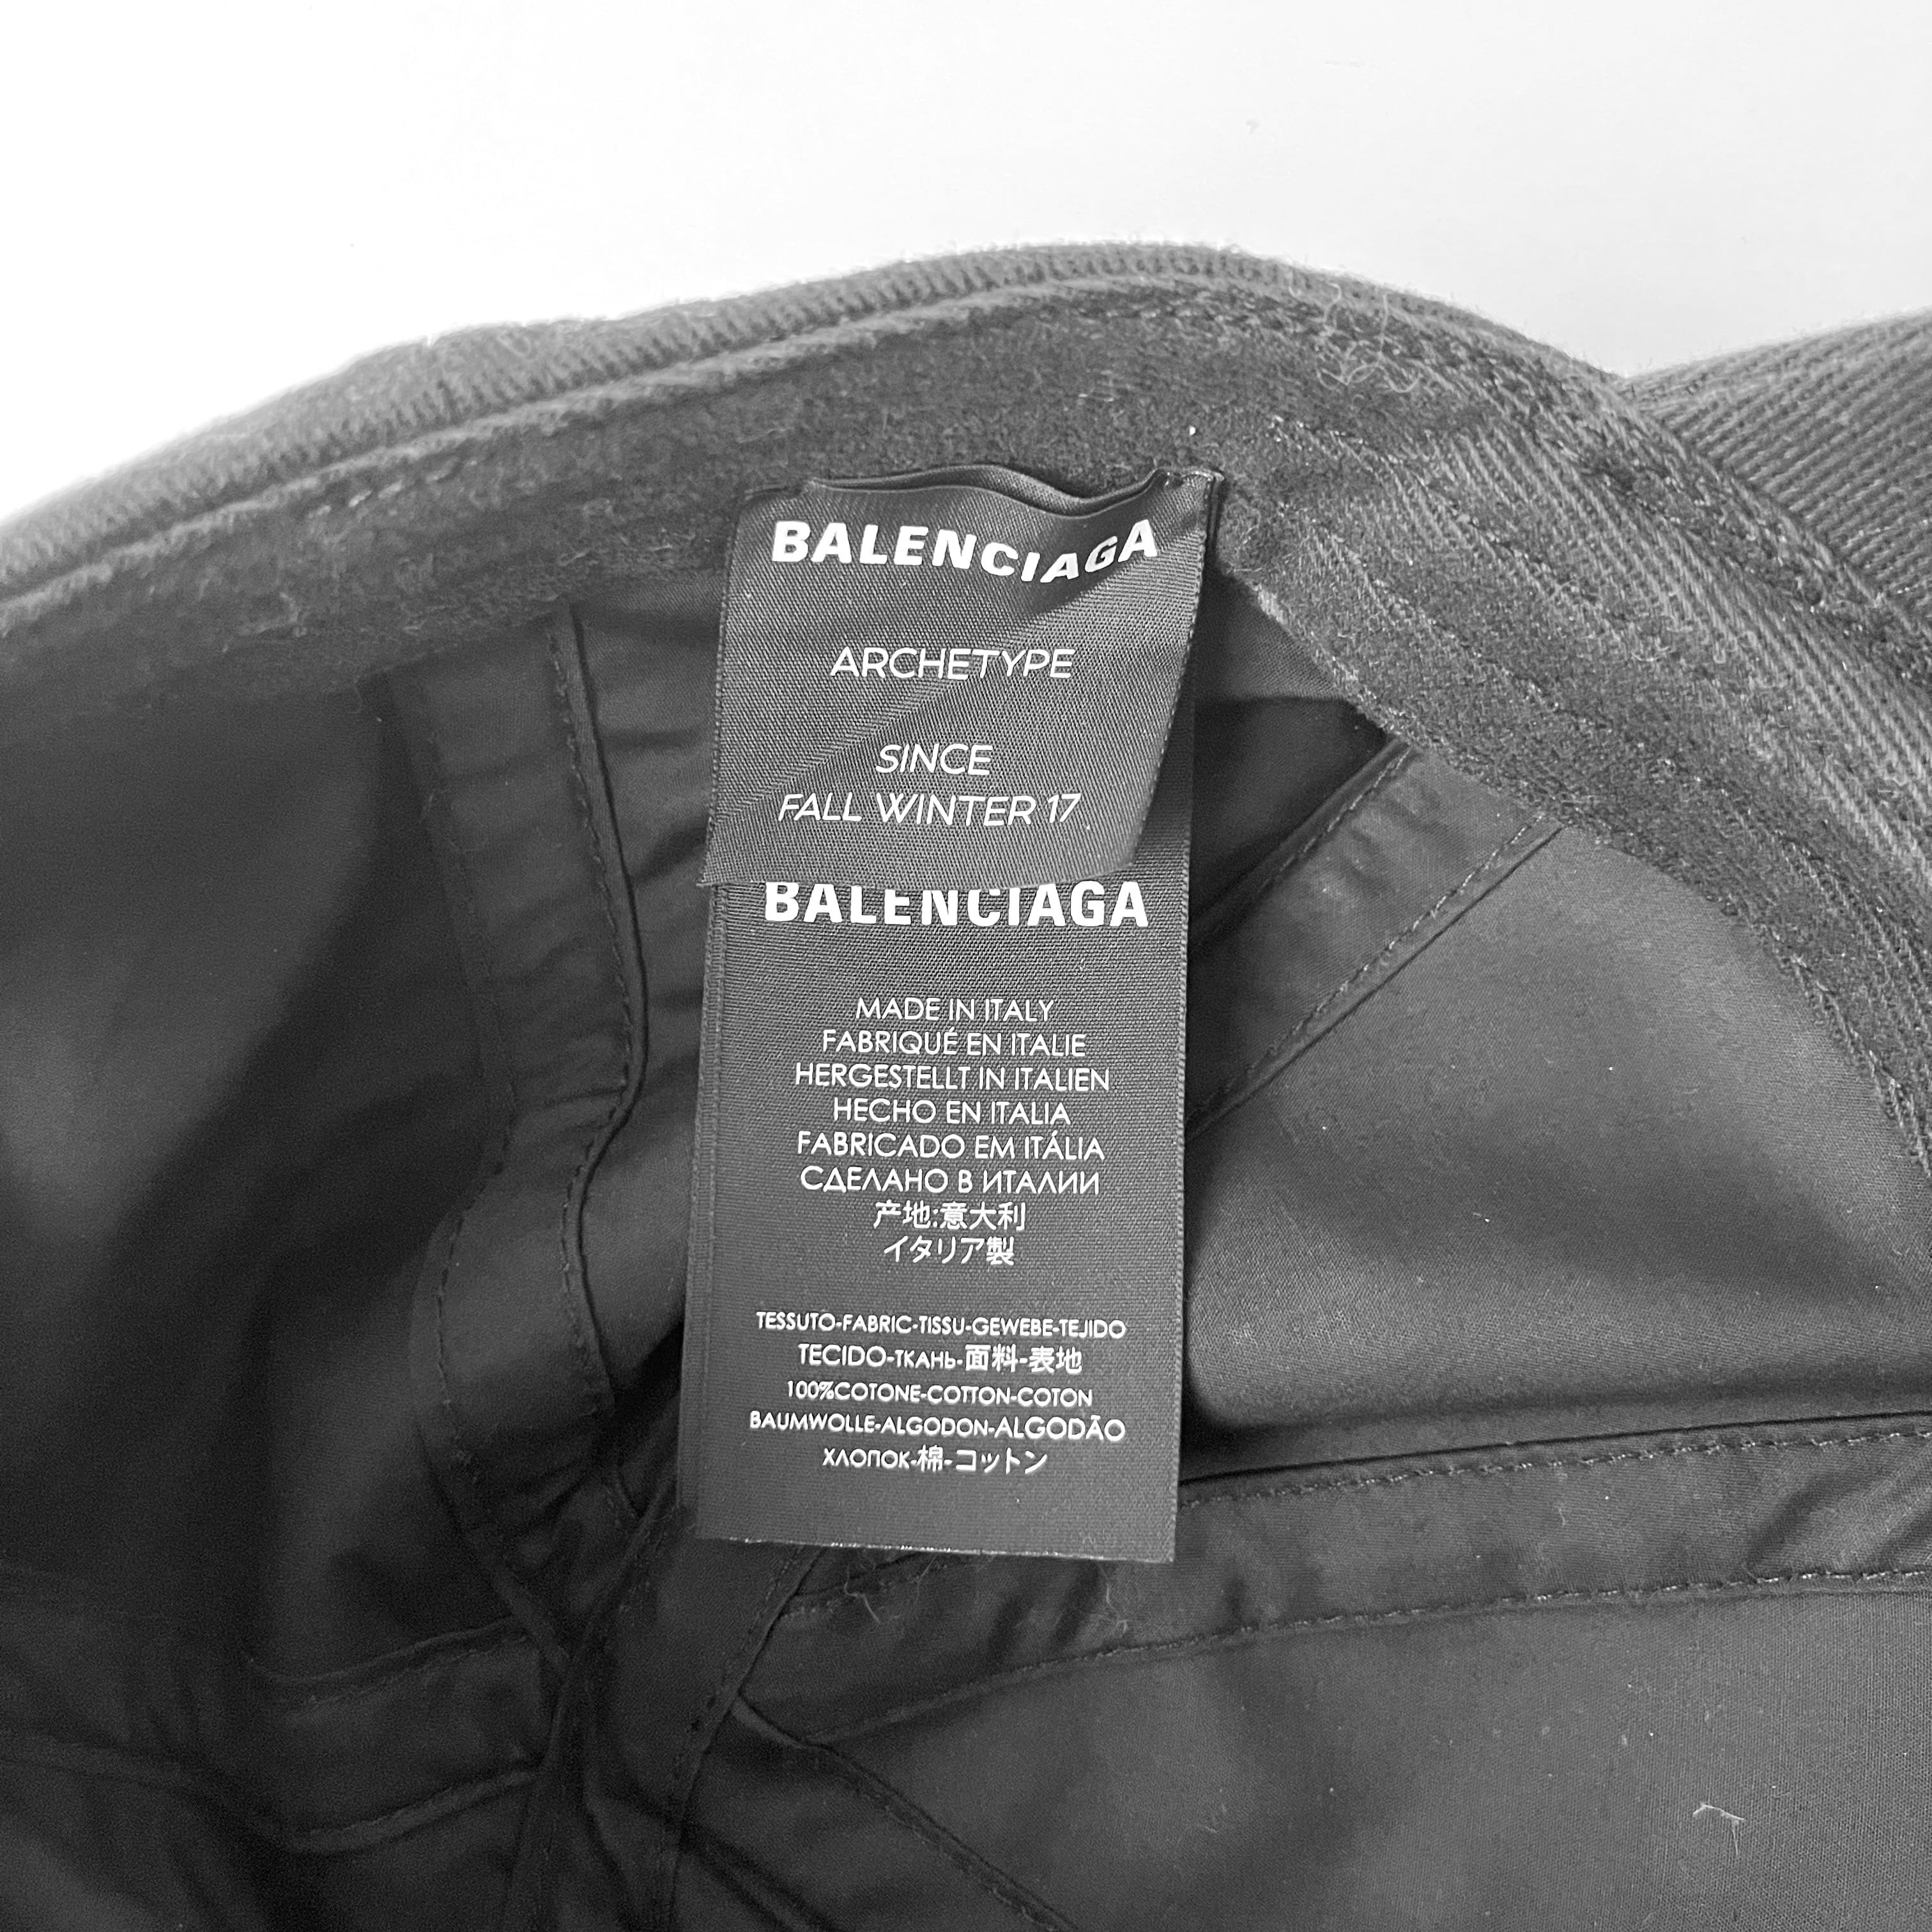 BALENCIAGA
ARCHETYPE
SINCE
FALL WINTER 17
BALENCIAGA
MADE IN ITALY
FABRIQUÉ EN ITALIE
HERGESTELLT IN ITALIEN
HECHO EN ITALIA
FABRICADO EM ITÁLIA
СДЕЛАНО В ИТАЛИИ
产地:意大利
イタリア製
TESSUTO-FABRIC-TISSU-GEWEBE-TEJIDO
TECIDO-ТКАНЬ-面料-表地
100%COTONE-COTTON-COTON
BAUMWOLLE-ALGODON-ALGODÃO
ХЛОПОК-棉-コットン